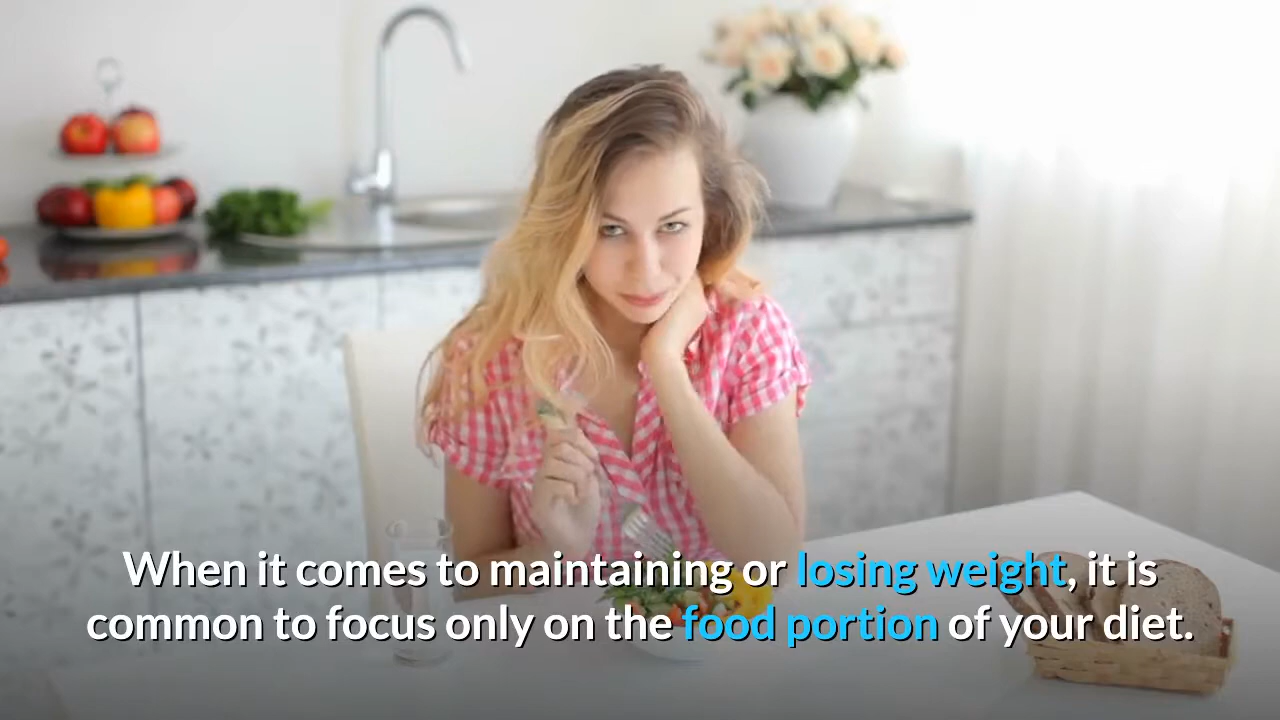 When it comes to maintaining or losing weight, it is
common to focus only on the food portion of your diet.